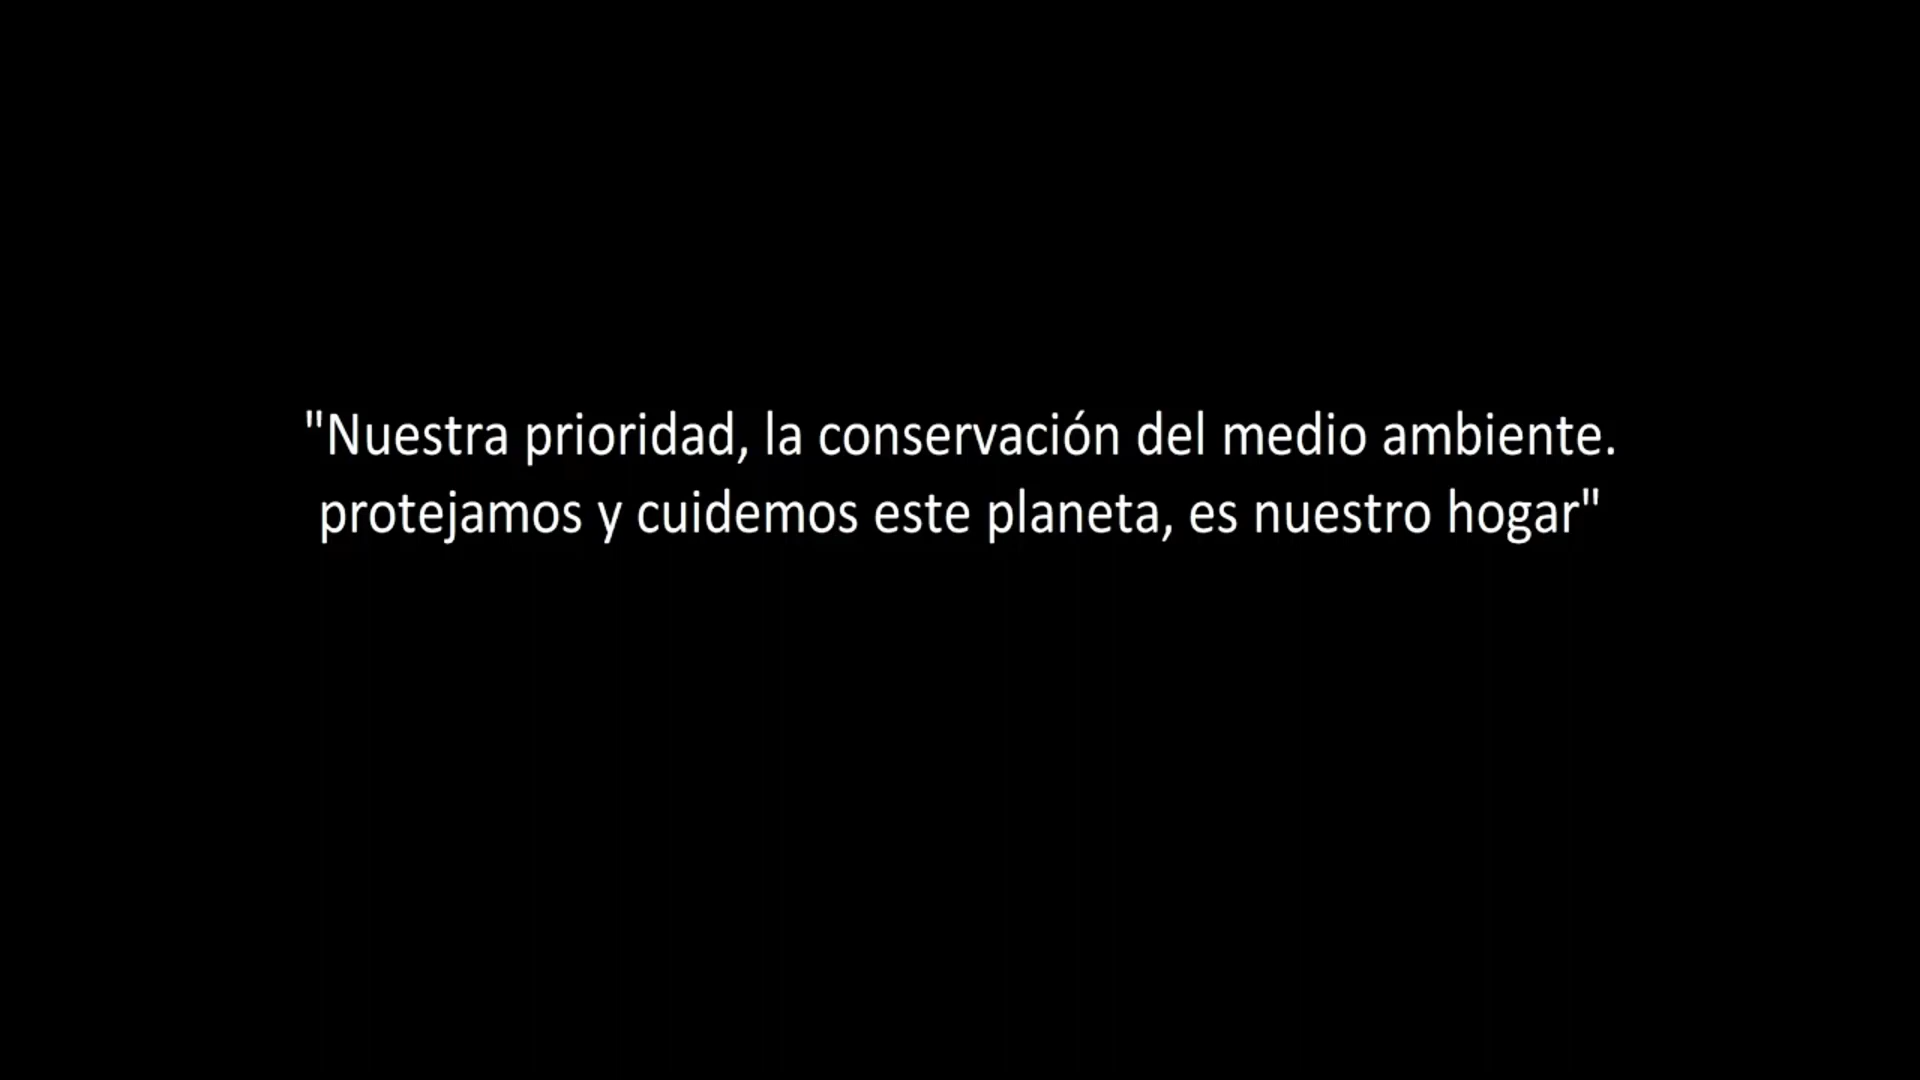 "Nuestra prioridad, la conservación del medio ambiente.
protejamos y cuidemos este planeta, es nuestro hogar"